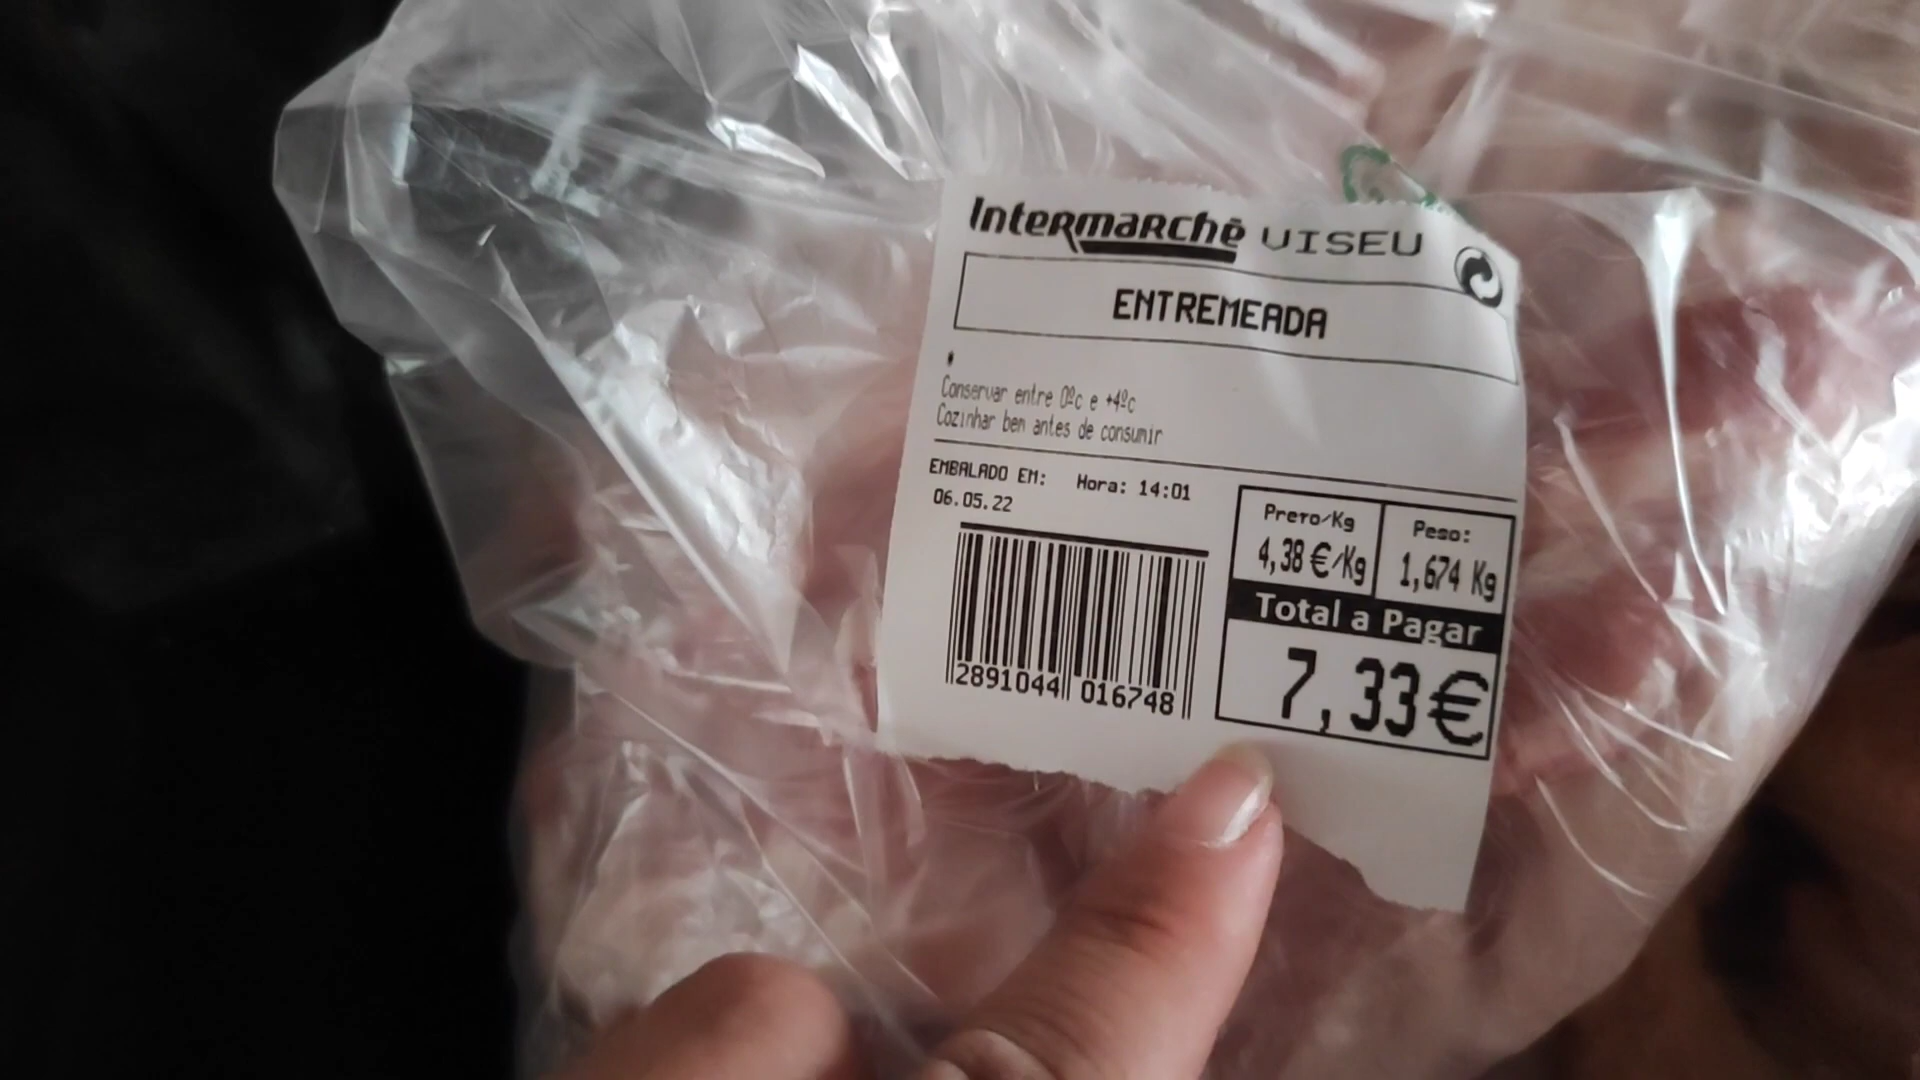 Intermarchē VISEU
ENTREMEADA
Conservar entre 0ºc e +4ºc
Cozinhar bem antes de consumir
EMBALADO EM: Hora: 14:01
06.05.22
Preço/Kg Peso:
4,38 €/Kg 1,674 Kg
Total a Pagar
7,33€
2891044 016748